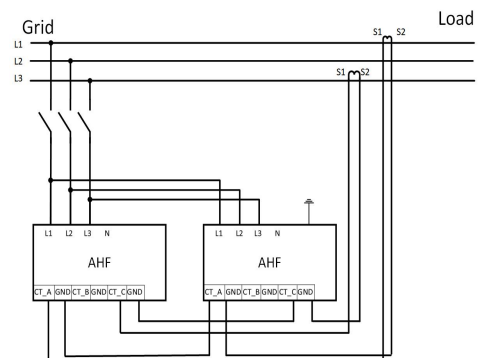 Grid
Load
S1 S2
L1
L2
S1 S2
L3
L1 L2 L3 N
L1 L2 L3 N
AHF
AHF
CT_A GND CT_B GND CT_C GND
CT_A GND CT_B GND CT_C GND